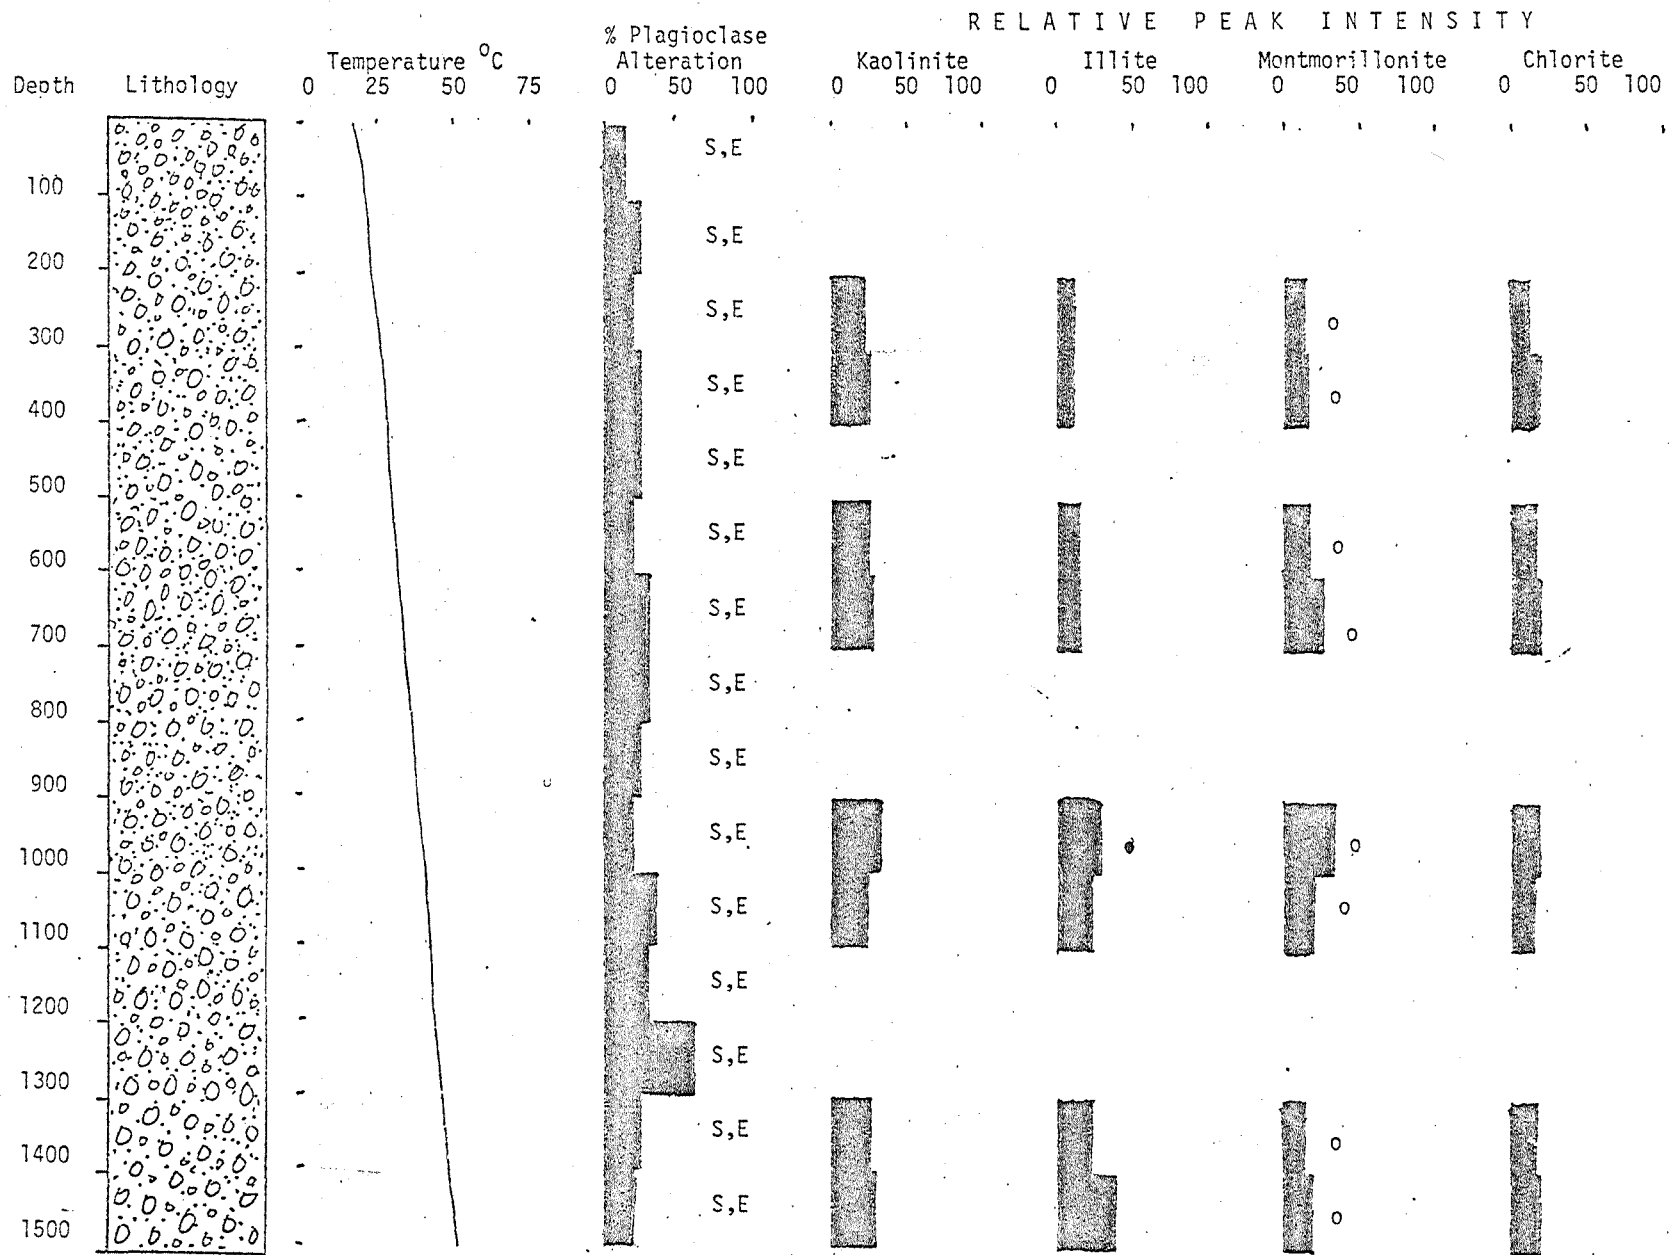 RELATIVE PEAK INTENSITY
% Plagioclase
Temperature °C Alteration Kaolinite Illite Montmorillonite Chlorite
Depth Lithology 0 25 50 75 0 50 100 0 50 100 0 50 100 0 50 100 0 50 100
S,E
100
S,E
200
S,E
o
300
S,E
o
400
S,E
500
S,E
o
600
S,E
o
700
S,E
800
S,E
900
S,E
o
1000
S,E
o
1100
S,E
1200
S,E
1300
S,E
o
1400
S,E
o
1500